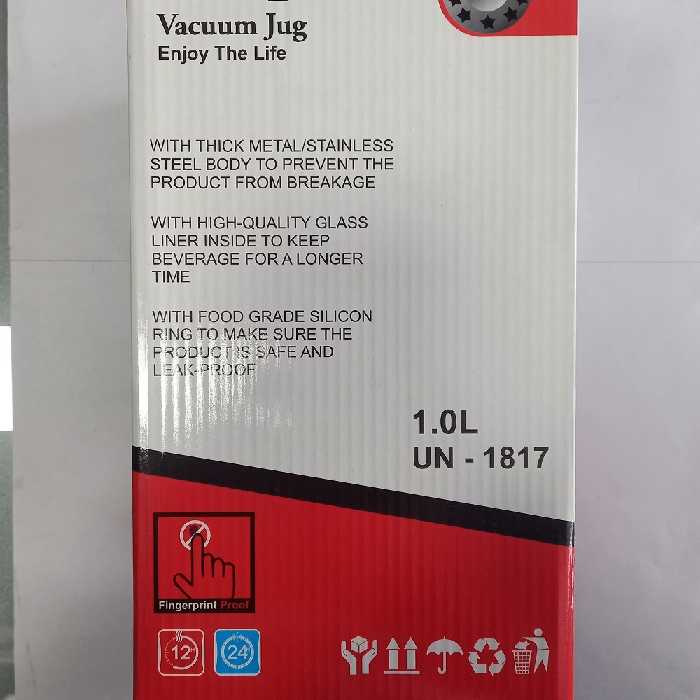 Vacuum Jug
Enjoy The Life
WITH THICK METAL/STAINLESS
STEEL BODY TO PREVENT THE
PRODUCT FROM BREAKAGE
WITH HIGH-QUALITY GLASS
LINER INSIDE TO KEEP
BEVERAGE FOR A LONGER
TIME
WITH FOOD GRADE SILICON
RING TO MAKE SURE THE
PRODUCT IS SAFE AND
LEAK-PROOF
1.0L
UN - 1817
Fingerprint Proof
12 24